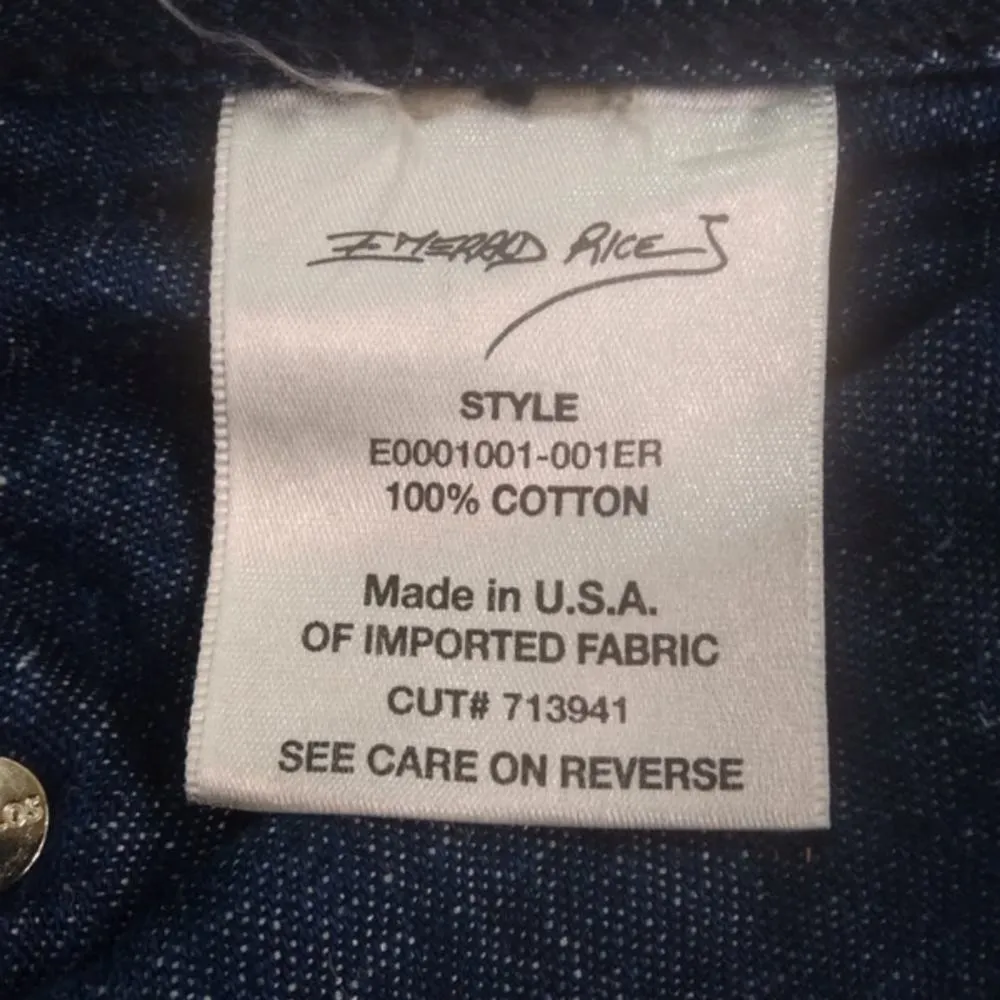 EMERALD RICE
STYLE
E0001001-001ER
100% COTTON
Made in U.S.A.
OF IMPORTED FABRIC
CUT# 713941
SEE CARE ON REVERSE